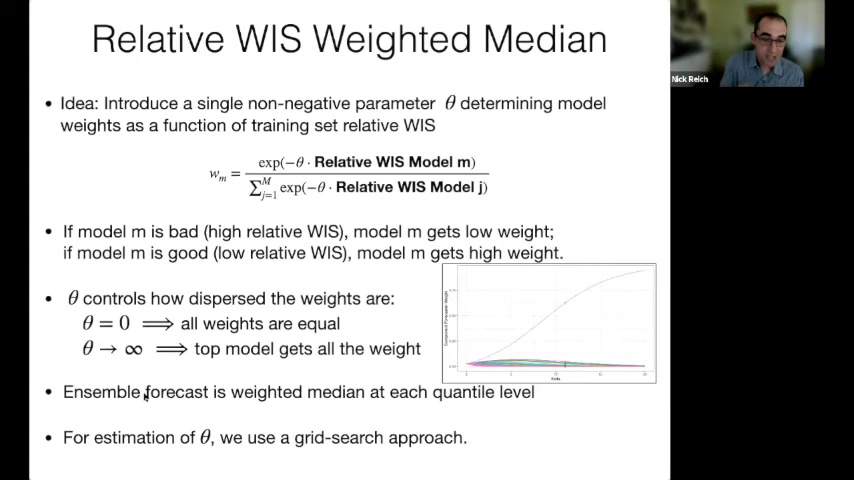 Relative WIS Weighted Median
Nick Reich
• Idea: Introduce a single non-negative parameter θ determining model
weights as a function of training set relative WIS
w_m = exp(−θ · Relative WIS Model m) / ∑_{j=1}^{M} exp(−θ · Relative WIS Model j)
• If model m is bad (high relative WIS), model m gets low weight;
if model m is good (low relative WIS), model m gets high weight.
• θ controls how dispersed the weights are:
θ = 0 ⟹ all weights are equal
θ → ∞ ⟹ top model gets all the weight
• Ensemble forecast is weighted median at each quantile level
• For estimation of θ, we use a grid-search approach.